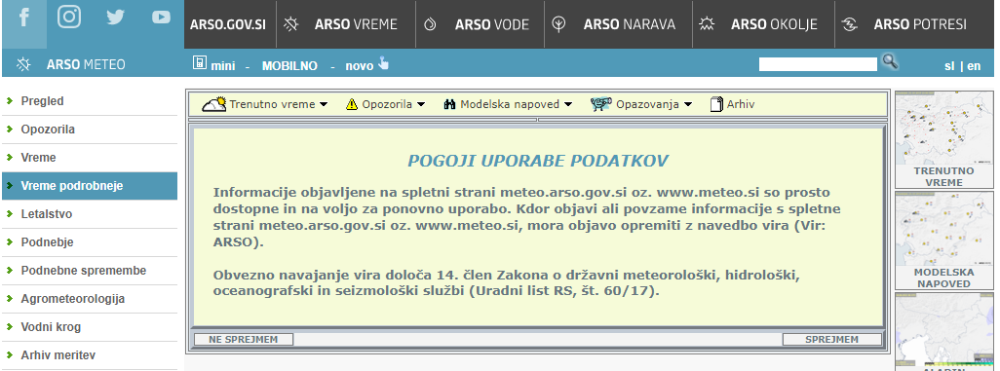 ARSO.GOV.SI
ARSO VREME
ARSO VODE
ARSO NARAVA
ARSO OKOLJE
ARSO POTRESI
ARSO METEO
mini - MOBILNO - novo
sl | en
Pregled
Opozorila
Vreme
Vreme podrobneje
Letalstvo
Podnebje
Podnebne spremembe
Agrometeorologija
Vodni krog
Arhiv meritev
Trenutno vreme
Opozorila
Modelska napoved
Opazovanja
Arhiv
POGOJI UPORABE PODATKOV
Informacije objavljene na spletni strani meteo.arso.gov.si oz. www.meteo.si so prosto
dostopne in na voljo za ponovno uporabo. Kdor objavi ali povzame informacije s spletne
strani meteo.arso.gov.si oz. www.meteo.si, mora objavo opremiti z navedbo vira (Vir:
ARSO).
Obvezno navajanje vira določa 14. člen Zakona o državni meteorološki, hidrološki,
oceanografski in seizmološki službi (Uradni list RS, št. 60/17).
NE SPREJMEM
SPREJMEM
TRENUTNO
VREME
MODELSKA
NAPOVED